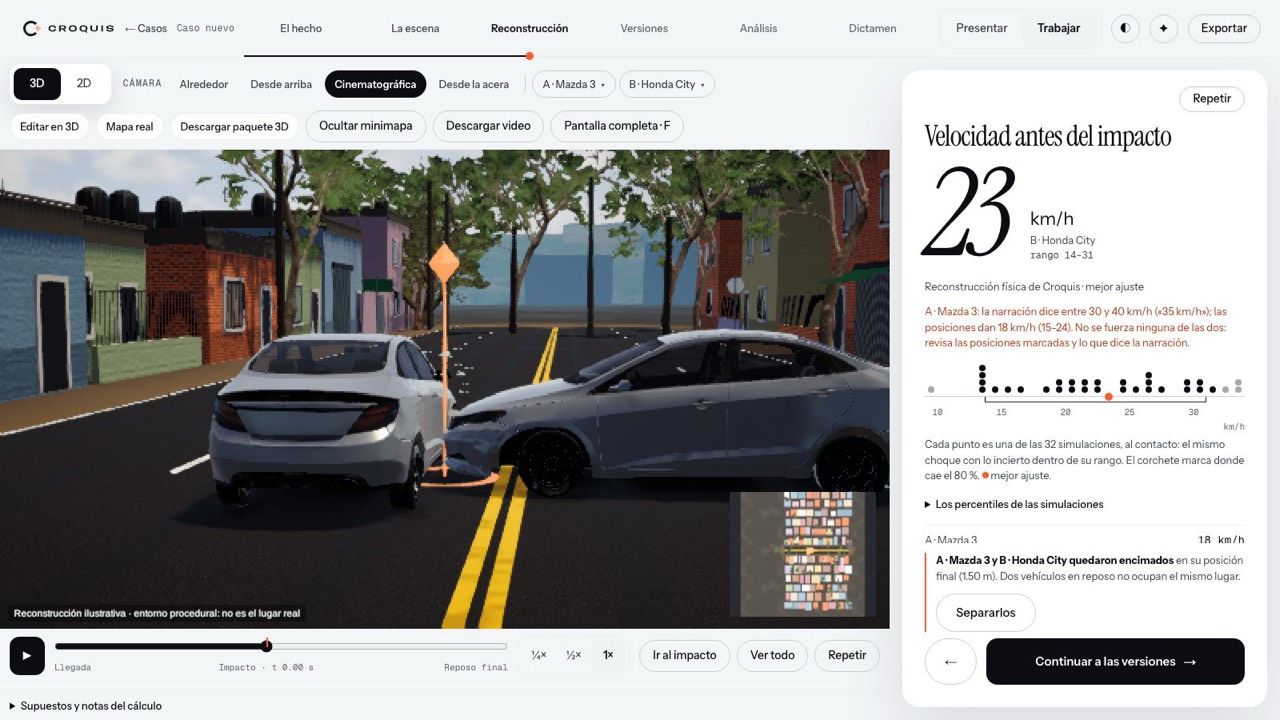 CROQUIS
← Casos
Caso nuevo
El hecho
La escena
Reconstrucción
Versiones
Análisis
Dictamen
Presentar
Trabajar
Exportar
3D
2D
CÁMARA
Alrededor
Desde arriba
Cinematográfica
Desde la acera
A · Mazda 3
B · Honda City
Editar en 3D
Mapa real
Descargar paquete 3D
Ocultar minimapa
Descargar video
Pantalla completa · F
Reconstrucción ilustrativa · entorno procedural: no es el lugar real
Llegada
Impacto · t 0.00 s
Reposo final
¼×
½×
1×
Ir al impacto
Ver todo
Repetir
Supuestos y notas del cálculo
Repetir
Velocidad antes del impacto
23
km/h
B · Honda City
rango 14–31
Reconstrucción física de Croquis · mejor ajuste
A · Mazda 3: la narración dice entre 30 y 40 km/h («35 km/h»); las
posiciones dan 18 km/h (15–24). No se fuerza ninguna de las dos:
revisa las posiciones marcadas y lo que dice la narración.
10 15 20 25 30
km/h
Cada punto es una de las 32 simulaciones, al contacto: el mismo
choque con lo incierto dentro de su rango. El corchete marca donde
cae el 80 %. mejor ajuste.
Los percentiles de las simulaciones
A · Mazda 3 18 km/h
A · Mazda 3 y B · Honda City quedaron encimados en su posición
final (1.50 m). Dos vehículos en reposo no ocupan el mismo lugar.
Separarlos
←
Continuar a las versiones →